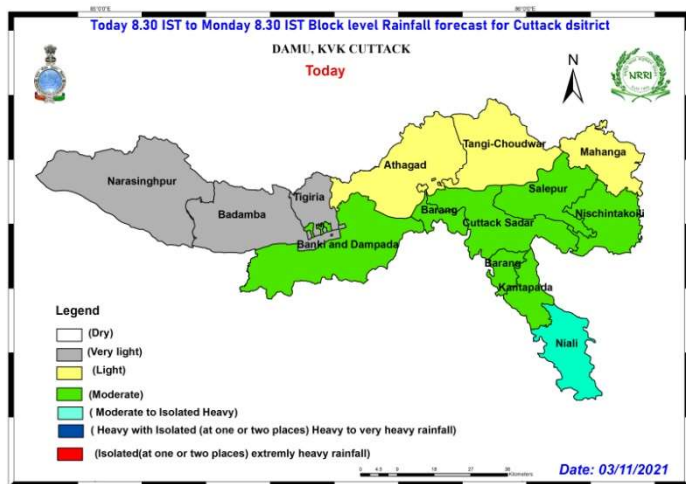 Today 8.30 IST to Monday 8.30 IST Block level Rainfall forecast for Cuttack dsitrict
DAMU, KVK CUTTACK
Today
N
NRRI
Tangi-Choudwar
Mahanga
Athagad
Narasinghpur
Salepur
Tigiria
Badamba
Barang
Nischintakoili
Cuttack Sadar
Banki and Dampada
Barang
Kantapada
Niali
Legend
(Dry)
(Very light)
(Light)
(Moderate)
( Moderate to Isolated Heavy)
( Heavy with Isolated (at one or two places) Heavy to very heavy rainfall)
(Isolated(at one or two places) extremly heavy rainfall)
Kilometers
Date: 03/11/2021